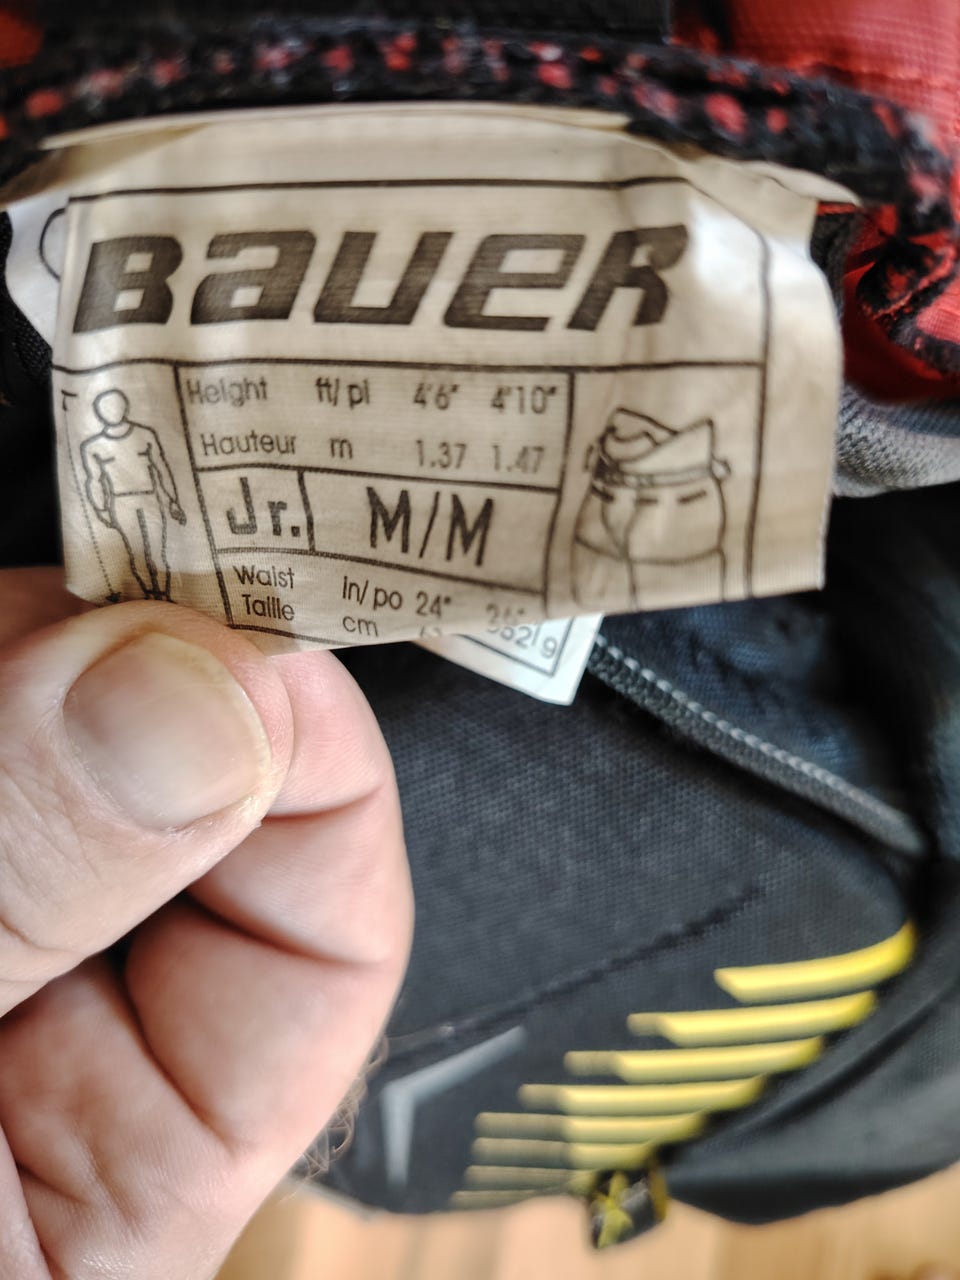 BAUER
Height ft/pi 4'6" 4'10"
Hauteur m 1.37 1.47
Jr. M/M
Waist in/po 24" 26"
Taille cm